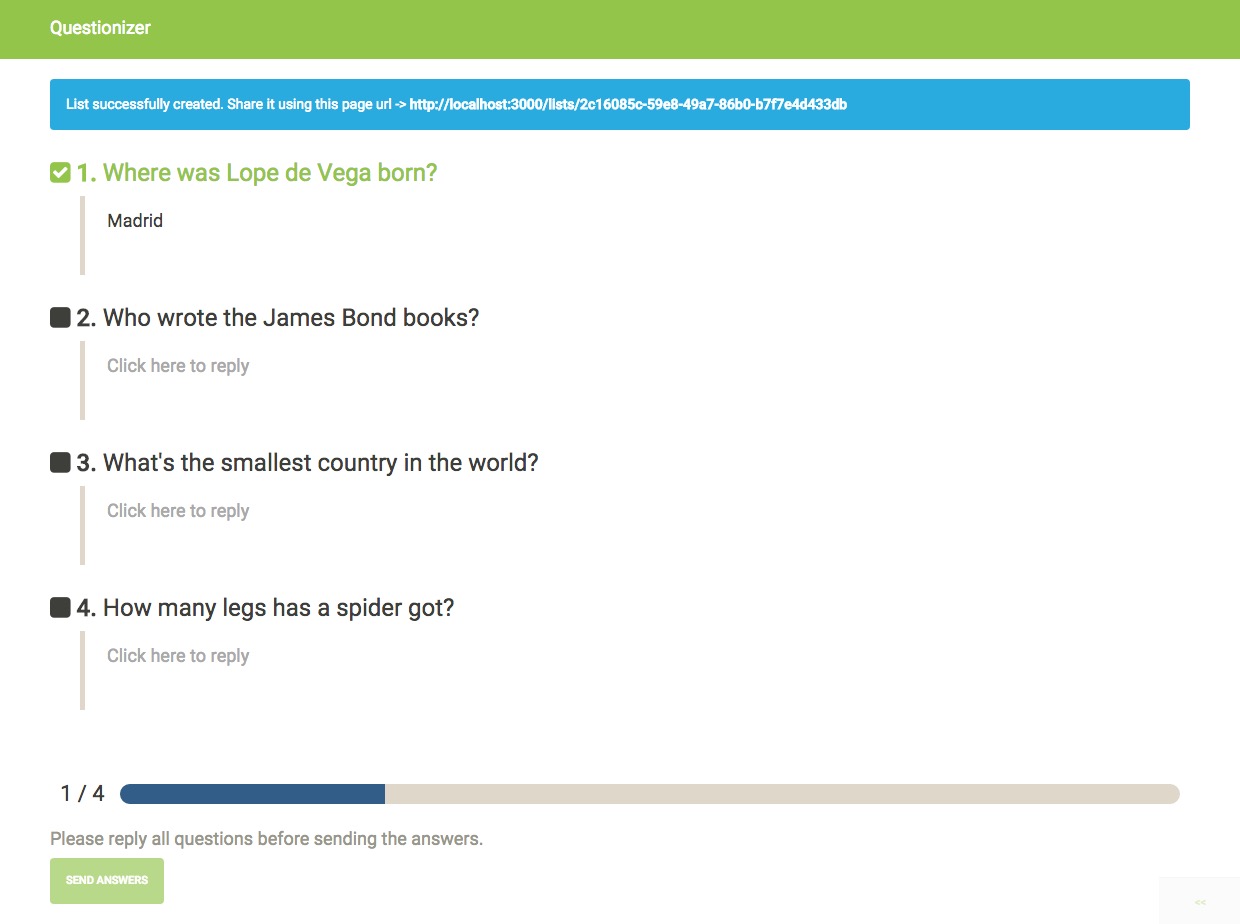 Questionizer
List successfully created. Share it using this page url -> http://localhost:3000/lists/2c16085c-59e8-49a7-86b0-b7f7e4d433db
1. Where was Lope de Vega born?
Madrid
2. Who wrote the James Bond books?
Click here to reply
3. What's the smallest country in the world?
Click here to reply
4. How many legs has a spider got?
Click here to reply
1 / 4
Please reply all questions before sending the answers.
SEND ANSWERS
<<